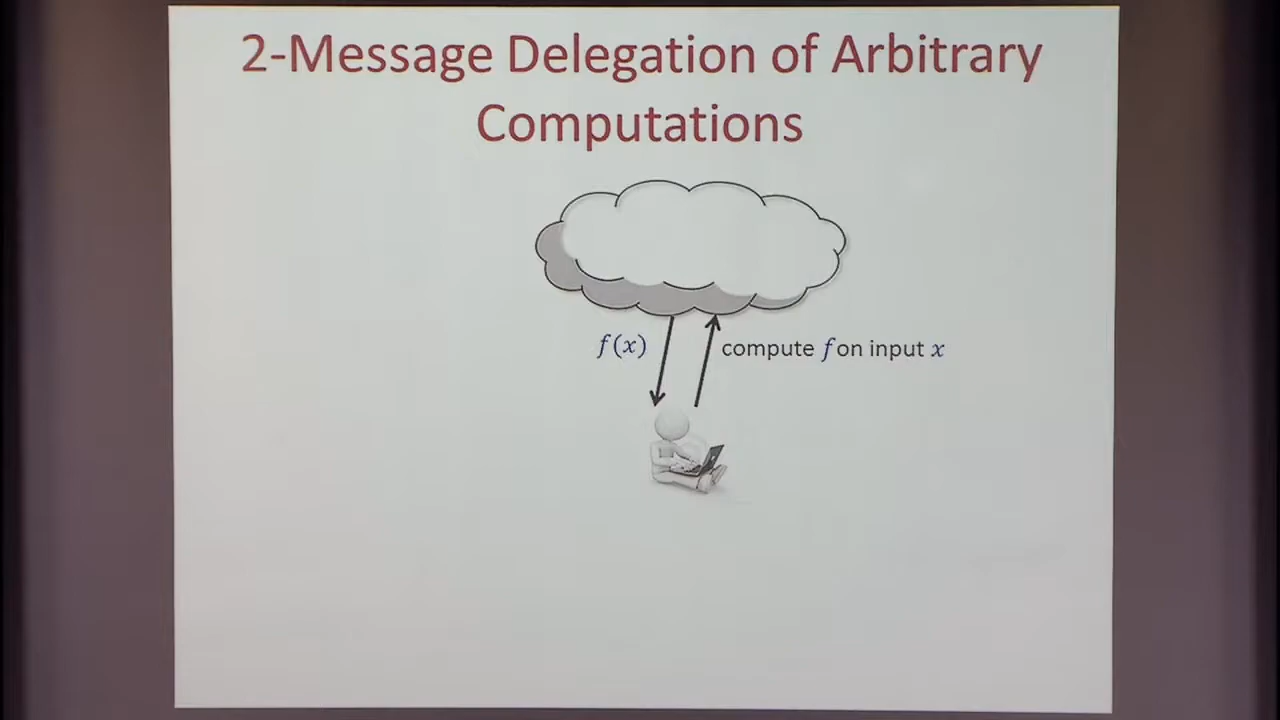 2-Message Delegation of Arbitrary
Computations
f(x)
compute f on input x